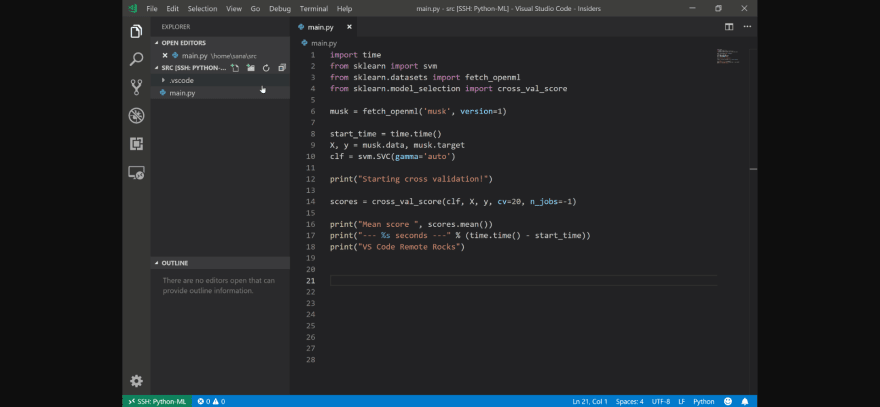 File Edit Selection View Go Debug Terminal Help
main.py - src [SSH: Python-ML] - Visual Studio Code - Insiders
EXPLORER
OPEN EDITORS
main.py \home\sana\src
SRC [SSH: PYTHON-...
.vscode
main.py
OUTLINE
There are no editors open that can
provide outline information.
main.py
main.py
1 import time
2 from sklearn import svm
3 from sklearn.datasets import fetch_openml
4 from sklearn.model_selection import cross_val_score
5
6 musk = fetch_openml('musk', version=1)
7
8 start_time = time.time()
9 X, y = musk.data, musk.target
10 clf = svm.SVC(gamma='auto')
11
12 print("Starting cross validation!")
13
14 scores = cross_val_score(clf, X, y, cv=20, n_jobs=-1)
15
16 print("Mean score ", scores.mean())
17 print("--- %s seconds ---" % (time.time() - start_time))
18 print("VS Code Remote Rocks")
19
20
21
22
23
24
25
26
27
28
SSH: Python-ML 0 0 Ln 21, Col 1 Spaces: 4 UTF-8 LF Python